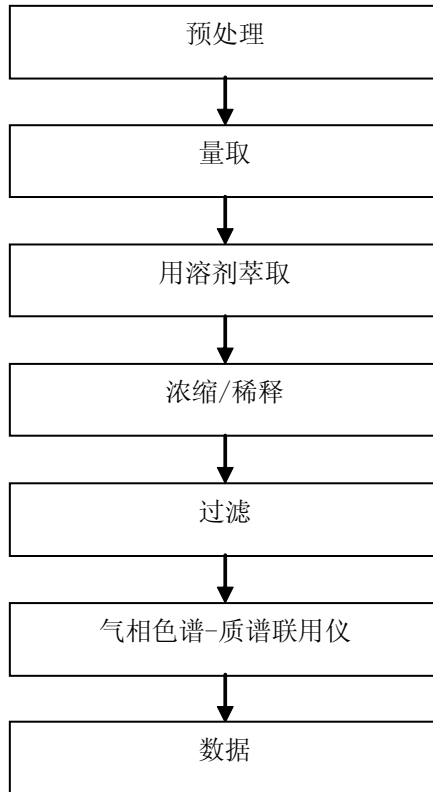 预处理
量取
用溶剂萃取
浓缩/稀释
过滤
气相色谱-质谱联用仪
数据